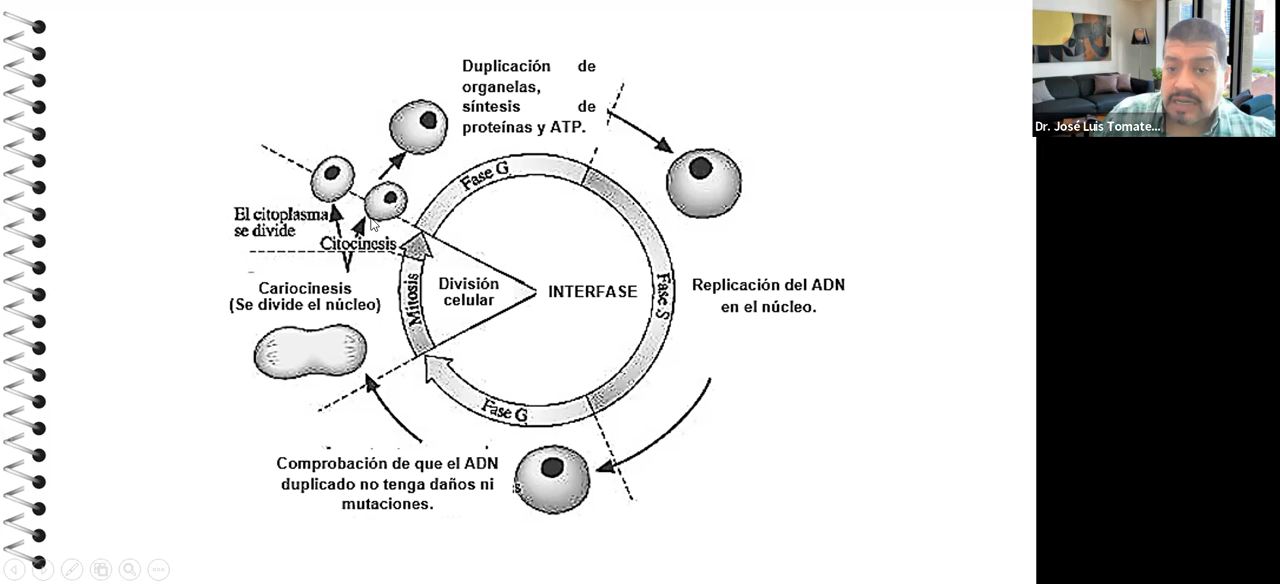 Duplicación de
organelas,
síntesis de
proteínas y ATP.
Dr. José Luis Tomate...
Fase G
El citoplasma
se divide
Citocinesis
Cariocinesis
(Se divide el núcleo)
Mitosis
División
celular
INTERFASE
Fase S
Replicación del ADN
en el núcleo.
Fase G
Comprobación de que el ADN
duplicado no tenga daños ni
mutaciones.